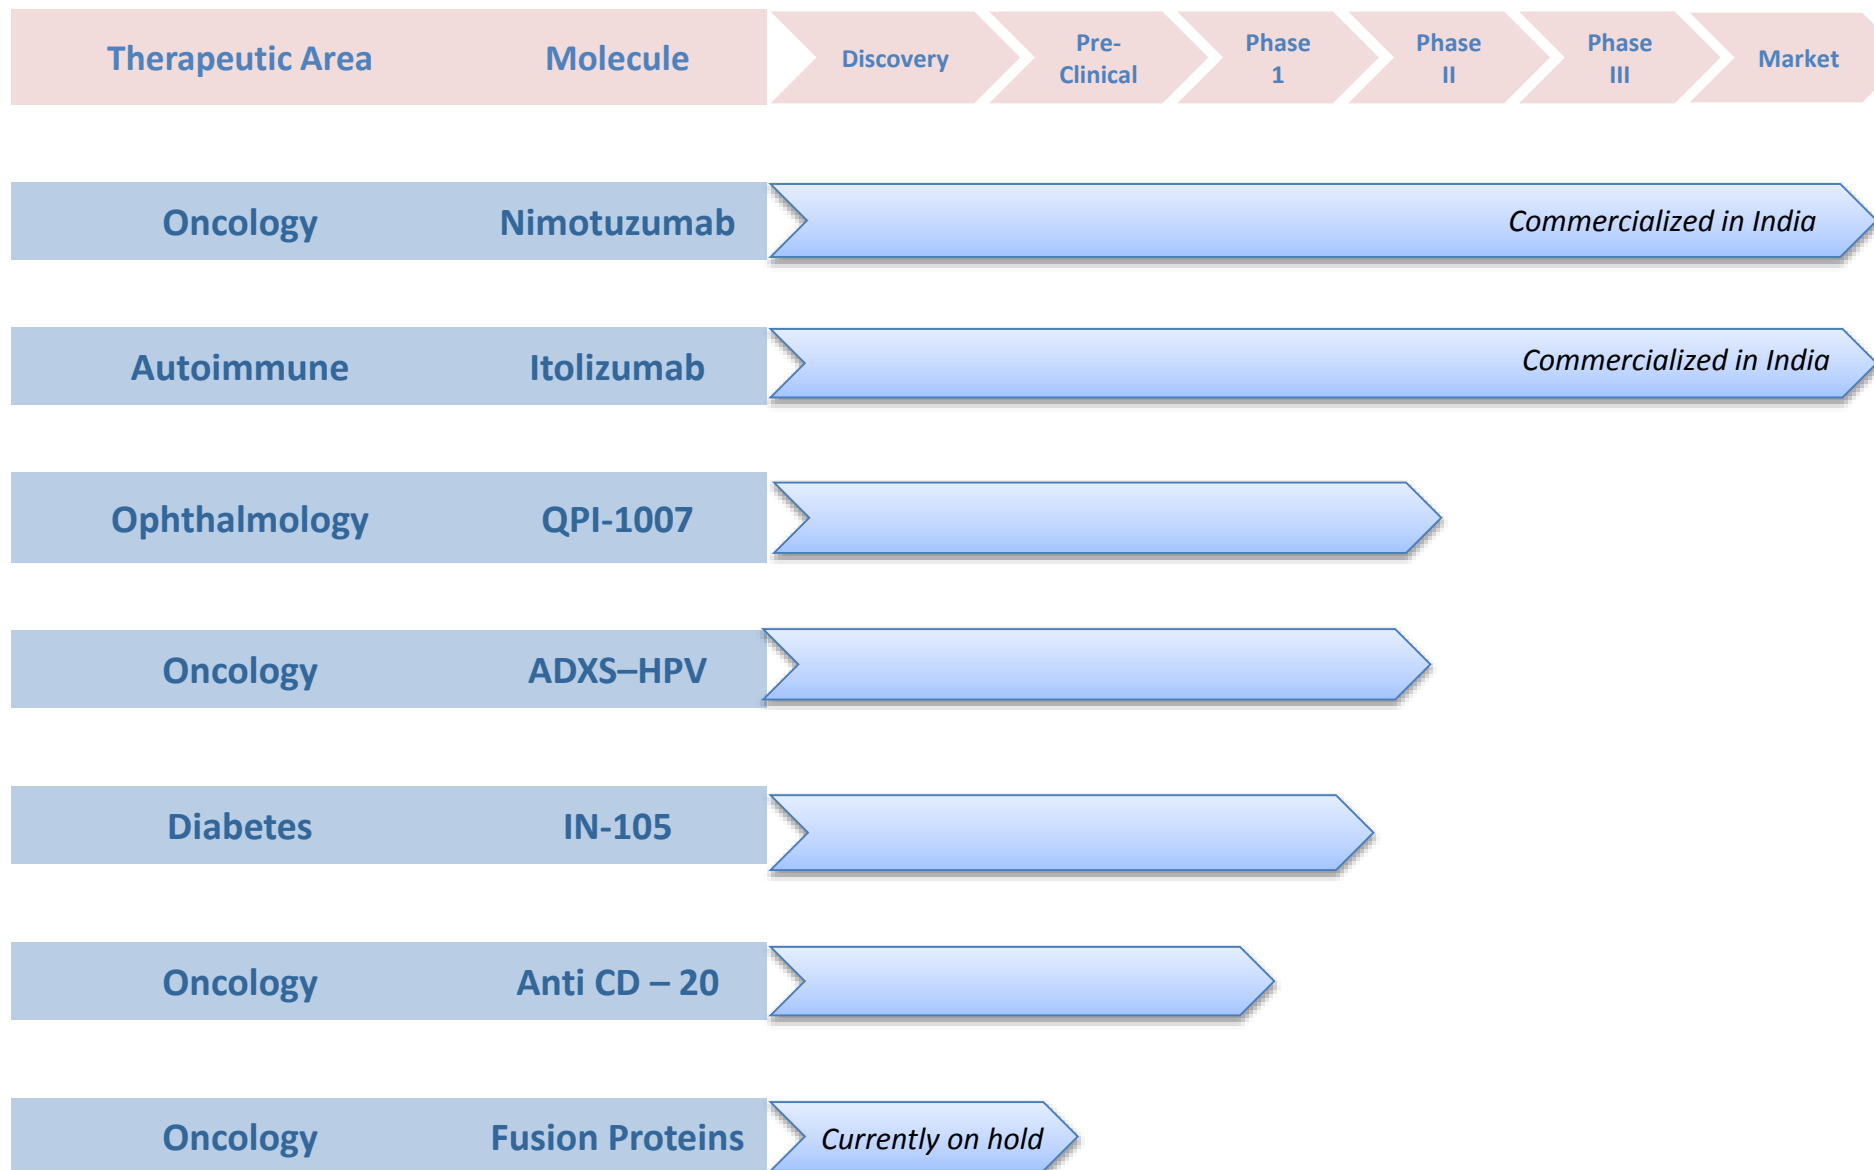 Therapeutic Area Molecule Discovery Pre-Clinical Phase 1 Phase II Phase III Market
Oncology Nimotuzumab Commercialized in India
Autoimmune Itolizumab Commercialized in India
Ophthalmology QPI-1007
Oncology ADXS–HPV
Diabetes IN-105
Oncology Anti CD – 20
Oncology Fusion Proteins Currently on hold